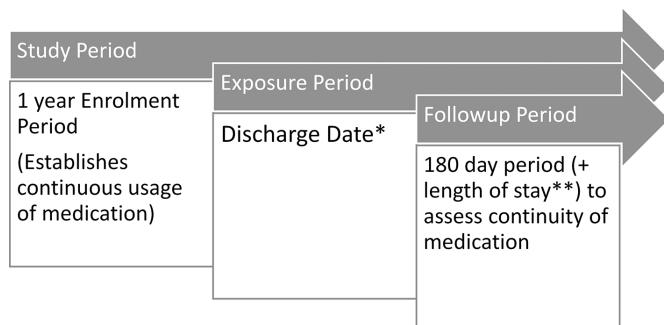 Study Period
1 year Enrolment
Period
(Establishes
continuous usage
of medication)
Exposure Period
Discharge Date*
Followup Period
180 day period (+
length of stay**) to
assess continuity of
medication